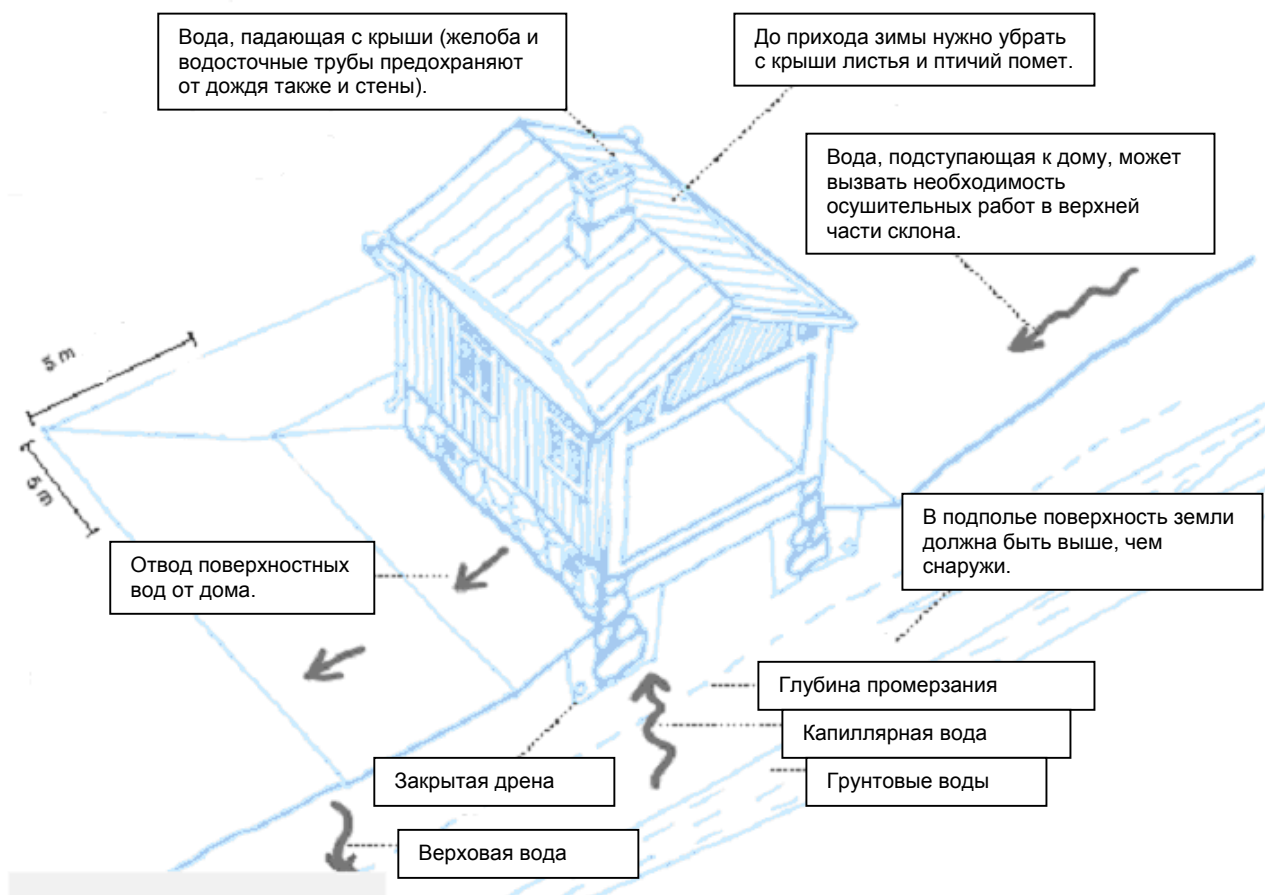 Вода, падающая с крыши (желоба и
водосточные трубы предохраняют
от дождя также и стены).
До прихода зимы нужно убрать
с крыши листья и птичий помет.
Вода, подступающая к дому, может
вызвать необходимость
осушительных работ в верхней
части склона.
5 m
5 m
В подполье поверхность земли
должна быть выше, чем
снаружи.
Отвод поверхностных
вод от дома.
Глубина промерзания
Капиллярная вода
Грунтовые воды
Закрытая дрена
Верховая вода